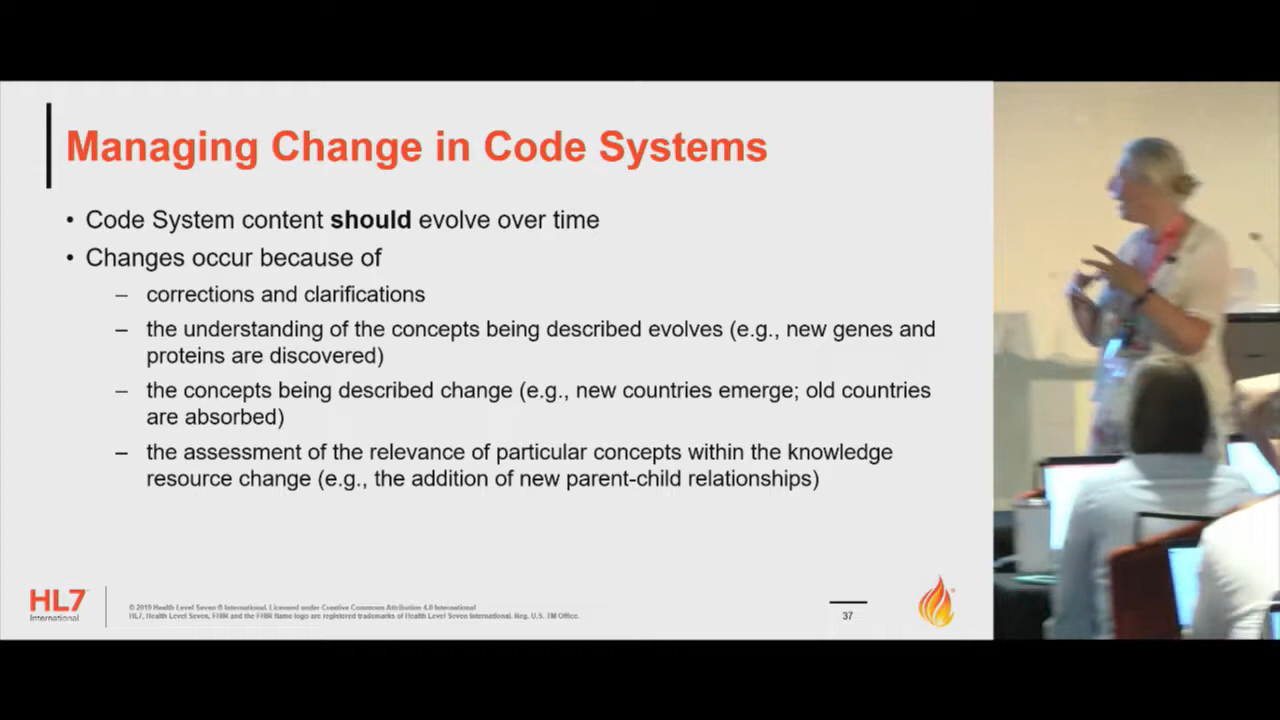 Managing Change in Code Systems
• Code System content should evolve over time
• Changes occur because of
– corrections and clarifications
– the understanding of the concepts being described evolves (e.g., new genes and
proteins are discovered)
– the concepts being described change (e.g., new countries emerge; old countries
are absorbed)
– the assessment of the relevance of particular concepts within the knowledge
resource change (e.g., the addition of new parent-child relationships)
HL7
International
© 2019 Health Level Seven ® International. Licensed under Creative Commons Attribution 4.0 International
HL7, Health Level Seven, FHIR and the FHIR flame logo are registered trademarks of Health Level Seven International. Reg. U.S. TM Office.
37